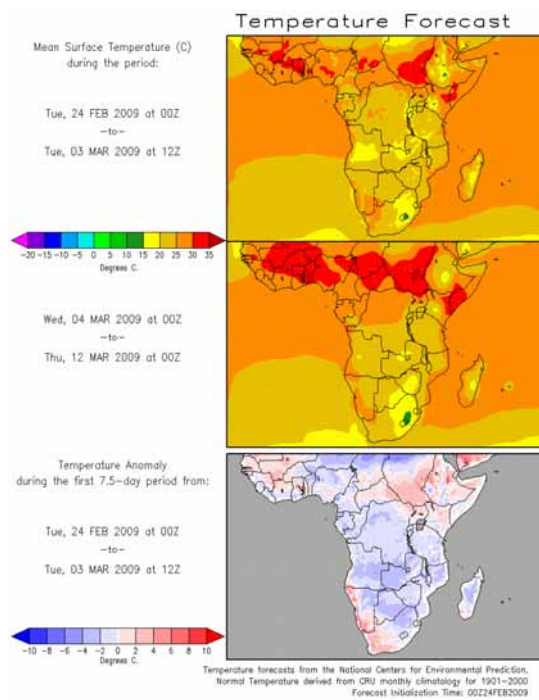 Temperature Forecast
Mean Surface Temperature (C)
during the period:
Tue, 24 FEB 2009 at 00Z
-to-
Tue, 03 MAR 2009 at 12Z
-20 -15 -10 -5 0 5 10 15 20 25 30 35
Degrees C.
Wed, 04 MAR 2009 at 00Z
-to-
Thu, 12 MAR 2009 at 00Z
Temperature Anomaly
during the first 7.5-day period from:
Tue, 24 FEB 2009 at 00Z
-to-
Tue, 03 MAR 2009 at 12Z
-10 -8 -6 -4 -2 0 2 4 6 8 10
Degrees C.
Temperature forecasts from the National Centers for Environmental Prediction.
Normal Temperature derived from CRU monthly climatology for 1901-2000
Forecast Initialization Time: 00Z24FEB2009